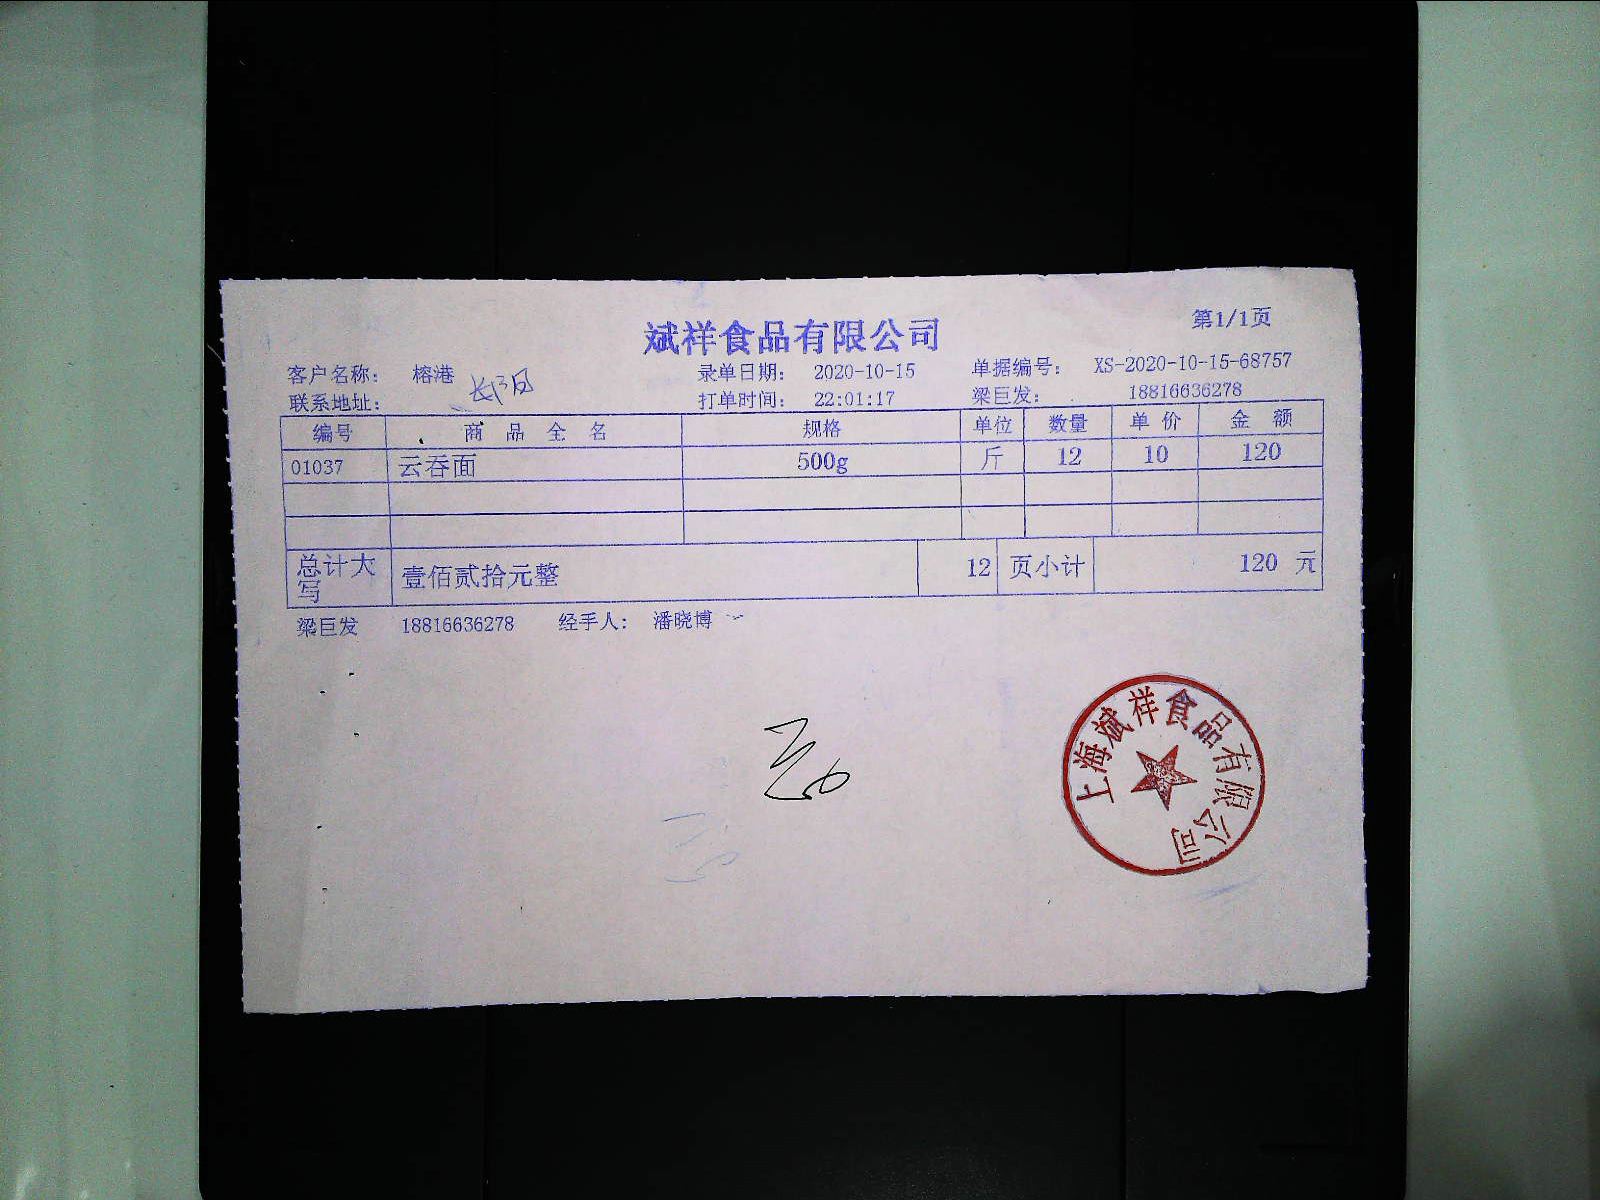 斌祥食品有限公司
第1/1页
客户名称: 榕港 录单日期: 2020-10-15 单据编号: XS-2020-10-15-68757
联系地址: 打单时间: 22:01:17 梁巨发: 18816636278
编号 商 品 全 名 规格 单位 数量 单 价 金 额
01037 云吞面 500g 斤 12 10 120
总计大写 壹佰贰拾元整 12 页小计 120 元
梁巨发 18816636278 经手人: 潘晓博
上海斌祥食品有限公司